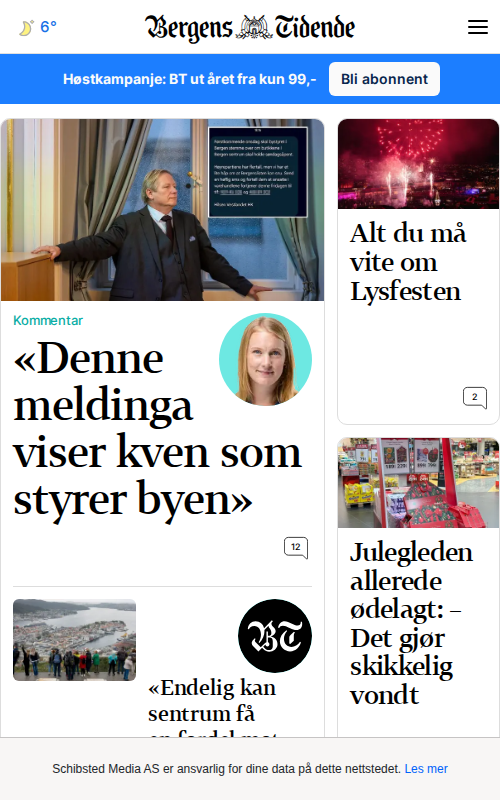 6°
Bergens Tidende
Høstkampanje: BT ut året fra kun 99,-
Bli abonnent
Kommentar
«Denne
meldinga
viser kven som
styrer byen»
12
BT
«Endelig kan
sentrum få
Alt du må
vite om
Lysfesten
2
Julegleden
allerede
ødelagt: –
Det gjør
skikkelig
vondt
Schibsted Media AS er ansvarlig for dine data på dette nettstedet. Les mer